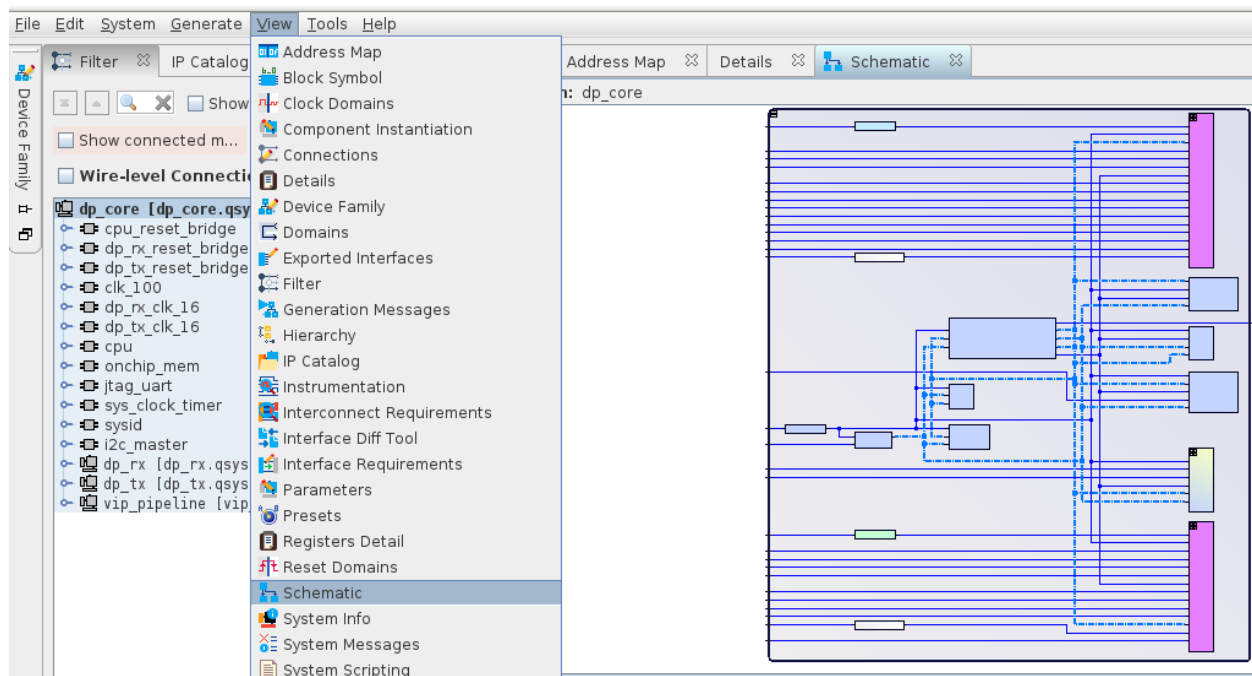 File Edit System Generate View Tools Help
Filter IP Catalog Address Map Details Schematic
Device Family
Show
n: dp_core
Show connected m...
Wire-level Connecti
dp_core [dp_core.qsy
cpu_reset_bridge
dp_rx_reset_bridge
dp_tx_reset_bridge
clk_100
dp_rx_clk_16
dp_tx_clk_16
cpu
onchip_mem
jtag_uart
sys_clock_timer
sysid
i2c_master
dp_rx [dp_rx.qsys
dp_tx [dp_tx.qsys
vip_pipeline [vip_
Address Map
Block Symbol
Clock Domains
Component Instantiation
Connections
Details
Device Family
Domains
Exported Interfaces
Filter
Generation Messages
Hierarchy
IP Catalog
Instrumentation
Interconnect Requirements
Interface Diff Tool
Interface Requirements
Parameters
Presets
Registers Detail
Reset Domains
Schematic
System Info
System Messages
System Scripting